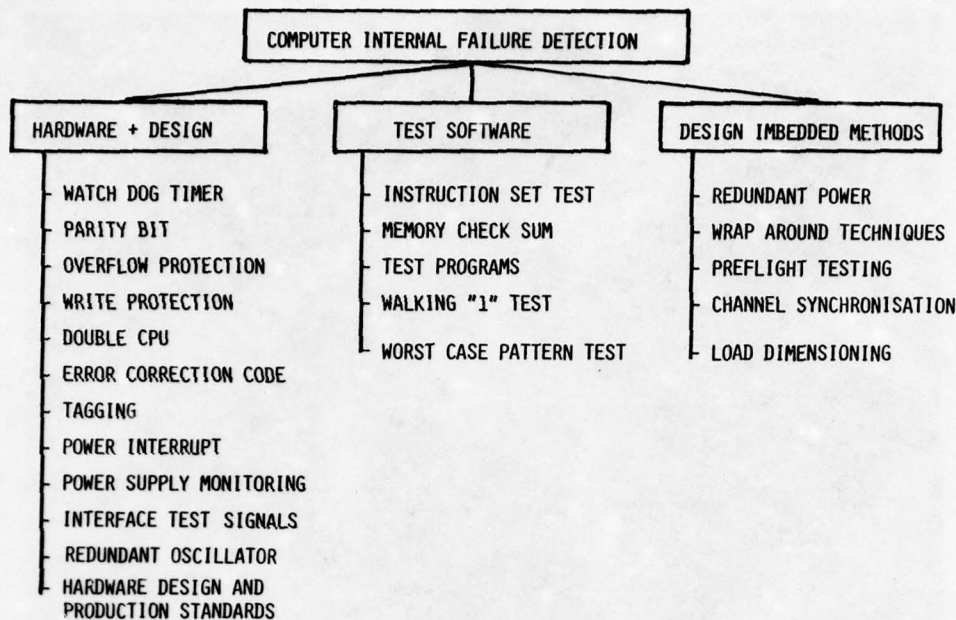 COMPUTER INTERNAL FAILURE DETECTION
HARDWARE + DESIGN
WATCH DOG TIMER
PARITY BIT
OVERFLOW PROTECTION
WRITE PROTECTION
DOUBLE CPU
ERROR CORRECTION CODE
TAGGING
POWER INTERRUPT
POWER SUPPLY MONITORING
INTERFACE TEST SIGNALS
REDUNDANT OSCILLATOR
HARDWARE DESIGN AND
PRODUCTION STANDARDS
TEST SOFTWARE
INSTRUCTION SET TEST
MEMORY CHECK SUM
TEST PROGRAMS
WALKING "1" TEST
WORST CASE PATTERN TEST
DESIGN IMBEDDED METHODS
REDUNDANT POWER
WRAP AROUND TECHNIQUES
PREFLIGHT TESTING
CHANNEL SYNCHRONISATION
LOAD DIMENSIONING